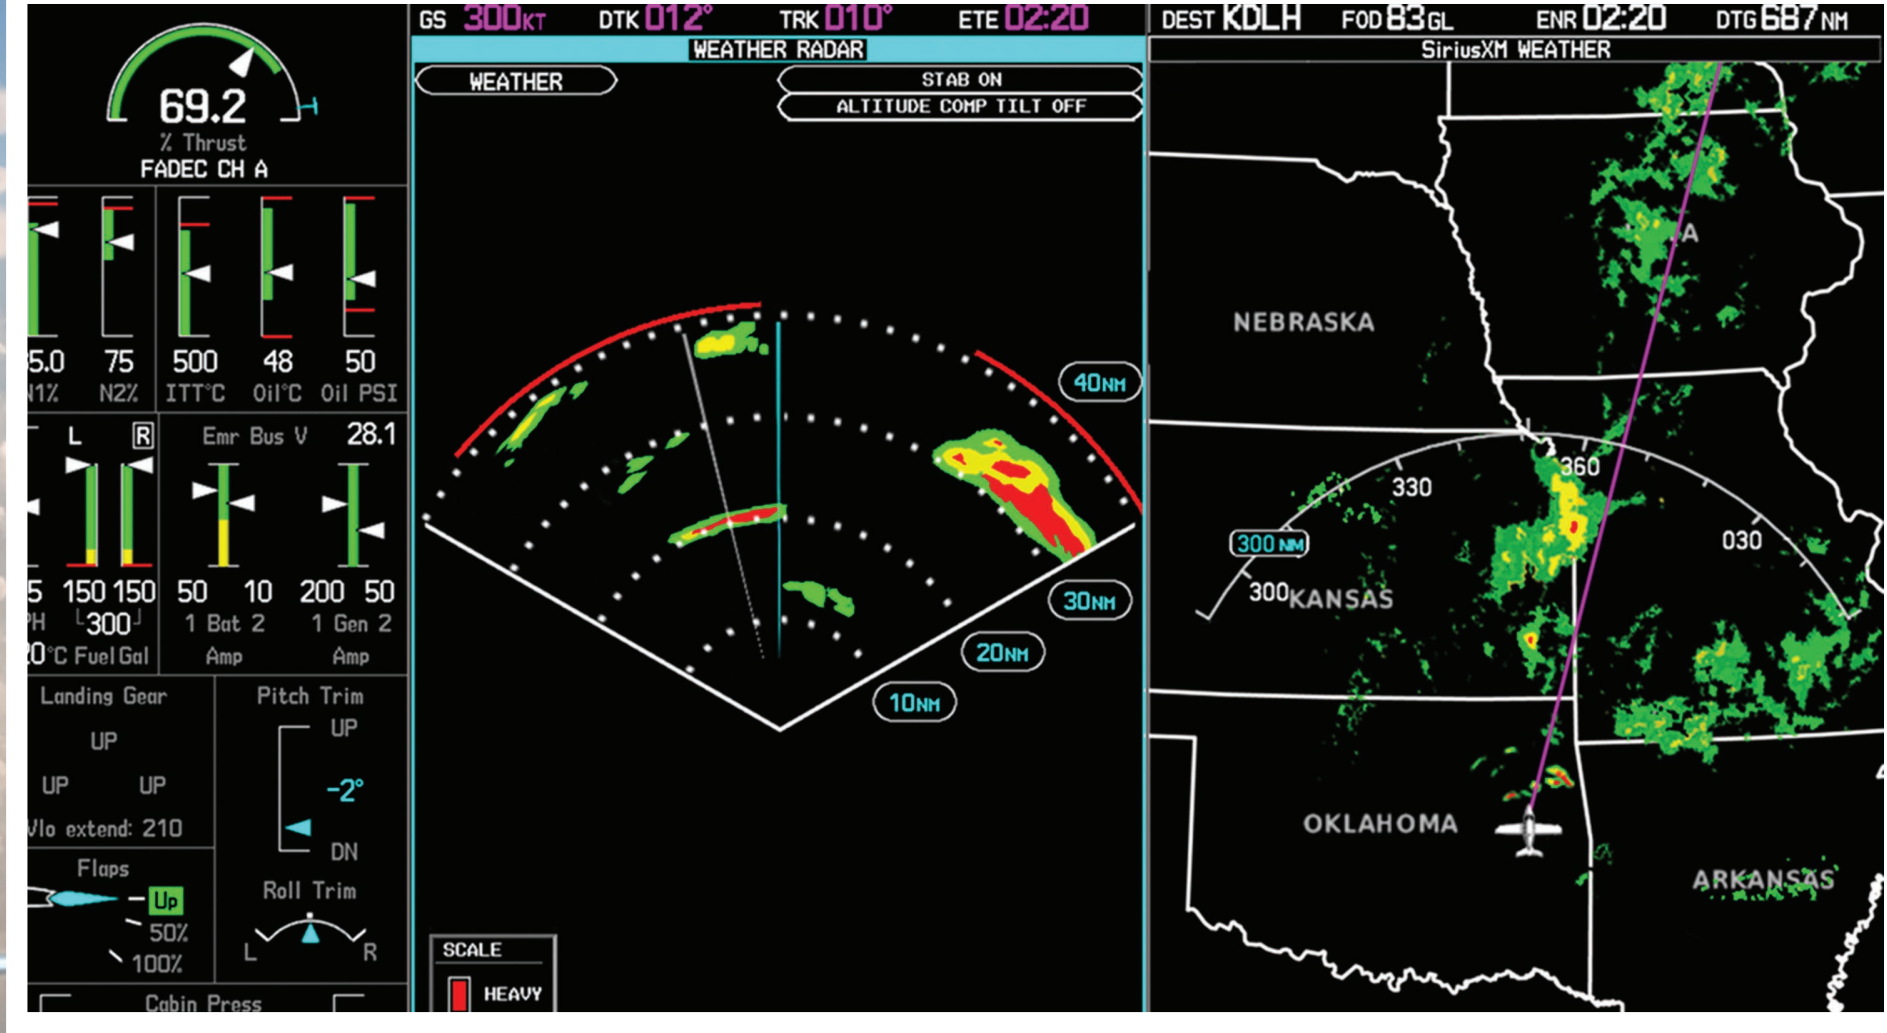 GS 300KT DTK 012° TRK 010° ETE 02:20 DEST KDLH FOD 83GL ENR 02:20 DTG 687NM
69.2
% Thrust
FADEC CH A
75 500 48 50
N2% ITT°C Oil°C Oil PSI
L R Emr Bus V 28.1
150 150 50 10 200 50
300 1 Bat 2 1 Gen 2
°C Fuel Gal Amp Amp
Landing Gear
UP
UP UP
Vlo extend: 210
Flaps
Up
50%
100%
Pitch Trim
UP
-2°
DN
Roll Trim
L R
Cabin Press
WEATHER RADAR
WEATHER
STAB ON
ALTITUDE COMP TILT OFF
40NM
30NM
20NM
10NM
SCALE
HEAVY
SiriusXM WEATHER
NEBRASKA
360
330
300 NM
030
300
KANSAS
OKLAHOMA
ARKANSAS